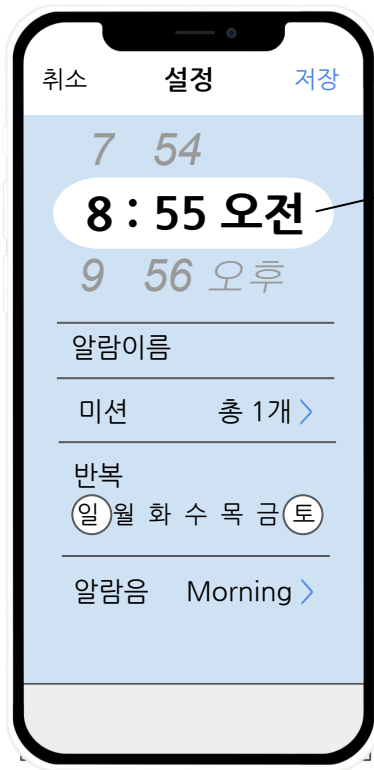 취소 설정 저장
7 54
8 : 55 오전
9 56 오후
알람이름
미션 총 1개 >
반복
일 월 화 수 목 금 토
알람음 Morning >